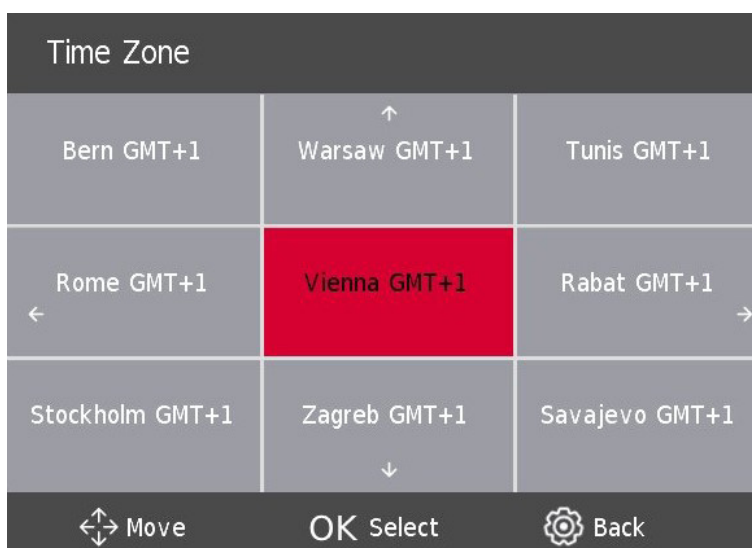 Time Zone
Bern GMT+1
Warsaw GMT+1
Tunis GMT+1
Rome GMT+1
Vienna GMT+1
Rabat GMT+1
Stockholm GMT+1
Zagreb GMT+1
Savajevo GMT+1
Move
OK Select
Back